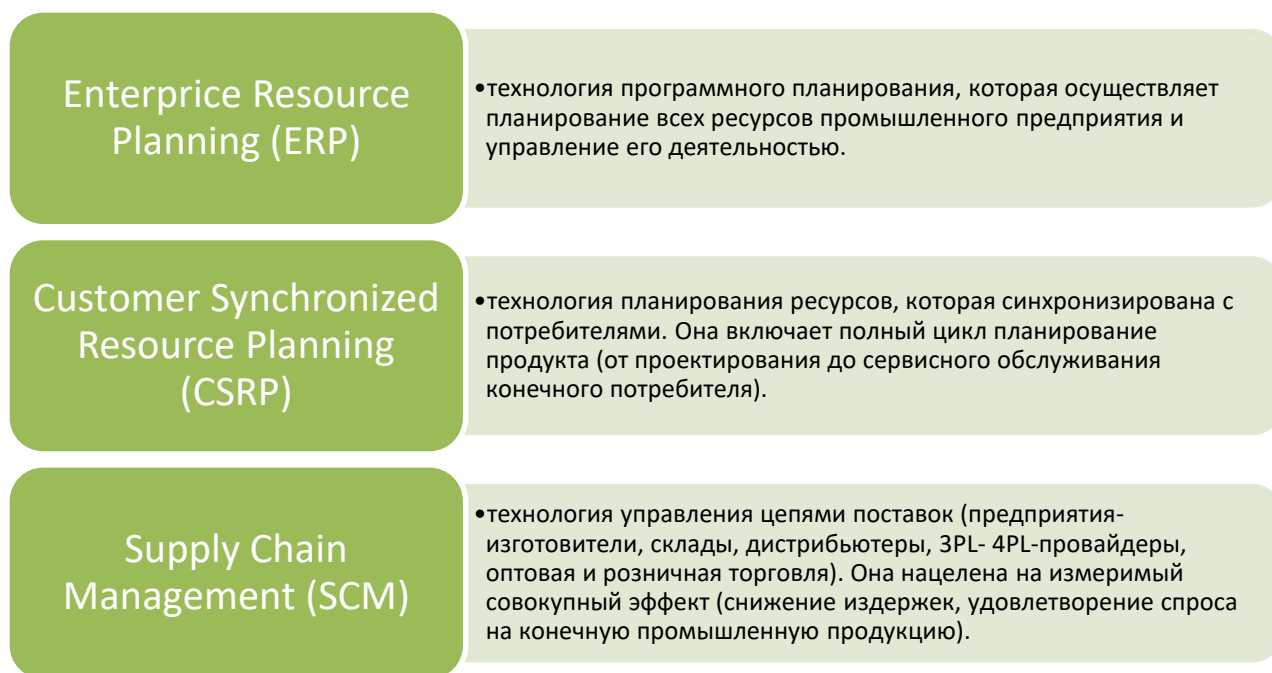 Enterprice Resource
Planning (ERP)
•технология программного планирования, которая осуществляет
планирование всех ресурсов промышленного предприятия и
управление его деятельностью.
Customer Synchronized
Resource Planning
(CSRP)
•технология планирования ресурсов, которая синхронизирована с
потребителями. Она включает полный цикл планирование
продукта (от проектирования до сервисного обслуживания
конечного потребителя).
Supply Chain
Management (SCM)
•технология управления цепями поставок (предприятия-
изготовители, склады, дистрибьютеры, 3PL- 4PL-провайдеры,
оптовая и розничная торговля). Она нацелена на измеримый
совокупный эффект (снижение издержек, удовлетворение спроса
на конечную промышленную продукцию).